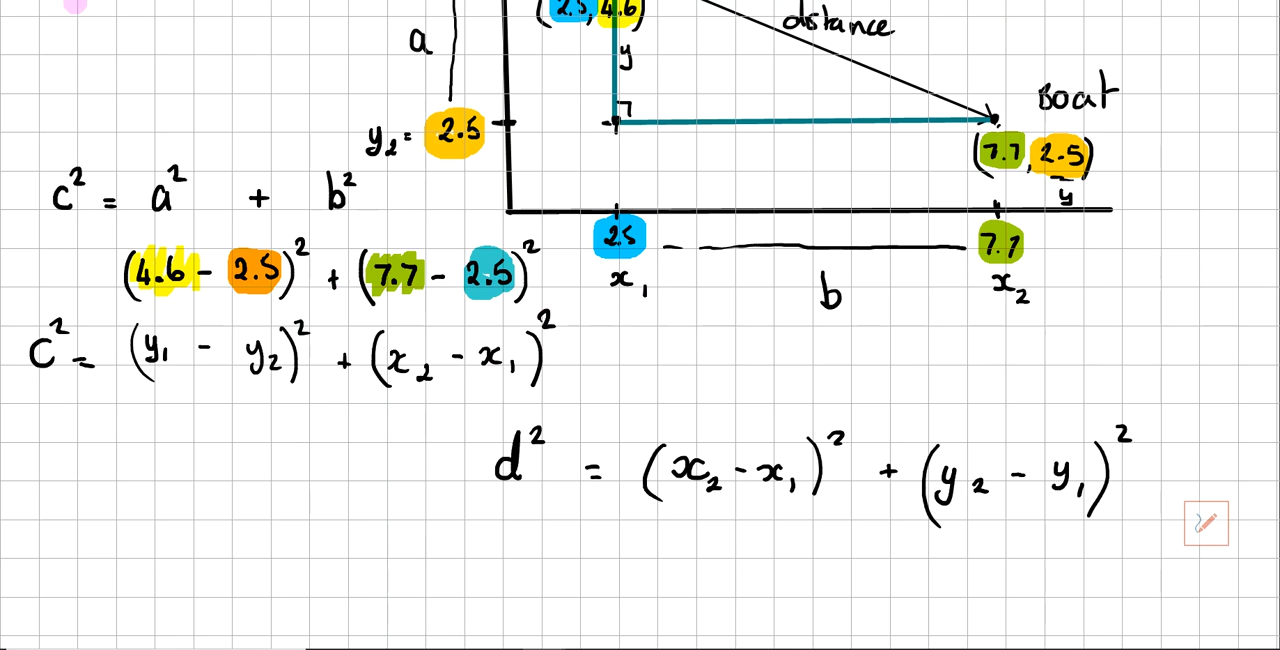 (2.5, 4.6)
distance
a
y
Boat
y₂ = 2.5
7
(7.7, 2.5)
y
c² = a² + b²
2.5
7.7
(4.6 - 2.5)² + (7.7 - 2.5)²
x₁
x₂
b
c² = (y₁ - y₂)² + (x₂ - x₁)²
d² = (x₂ - x₁)² + (y₂ - y₁)²